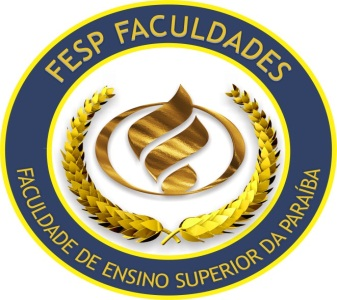 FESP FACULDADES
FACULDADE DE ENSINO SUPERIOR DA PARAÍBA